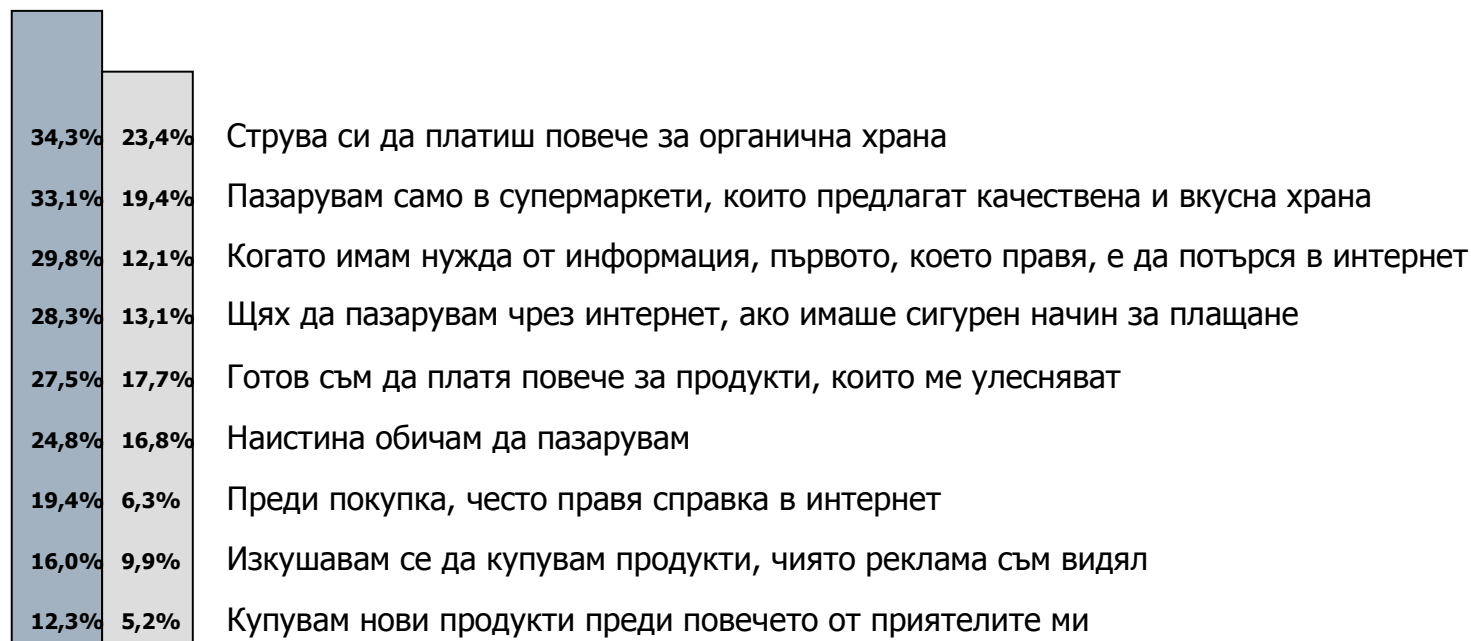 34,3% 23,4% Струва си да платиш повече за органична храна
33,1% 19,4% Пазарувам само в супермаркети, които предлагат качествена и вкусна храна
29,8% 12,1% Когато имам нужда от информация, първото, което правя, е да потърся в интернет
28,3% 13,1% Щях да пазарувам чрез интернет, ако имаше сигурен начин за плащане
27,5% 17,7% Готов съм да платя повече за продукти, които ме улесняват
24,8% 16,8% Наистина обичам да пазарувам
19,4% 6,3% Преди покупка, често правя справка в интернет
16,0% 9,9% Изкушавам се да купувам продукти, чиято реклама съм видял
12,3% 5,2% Купувам нови продукти преди повечето от приятелите ми